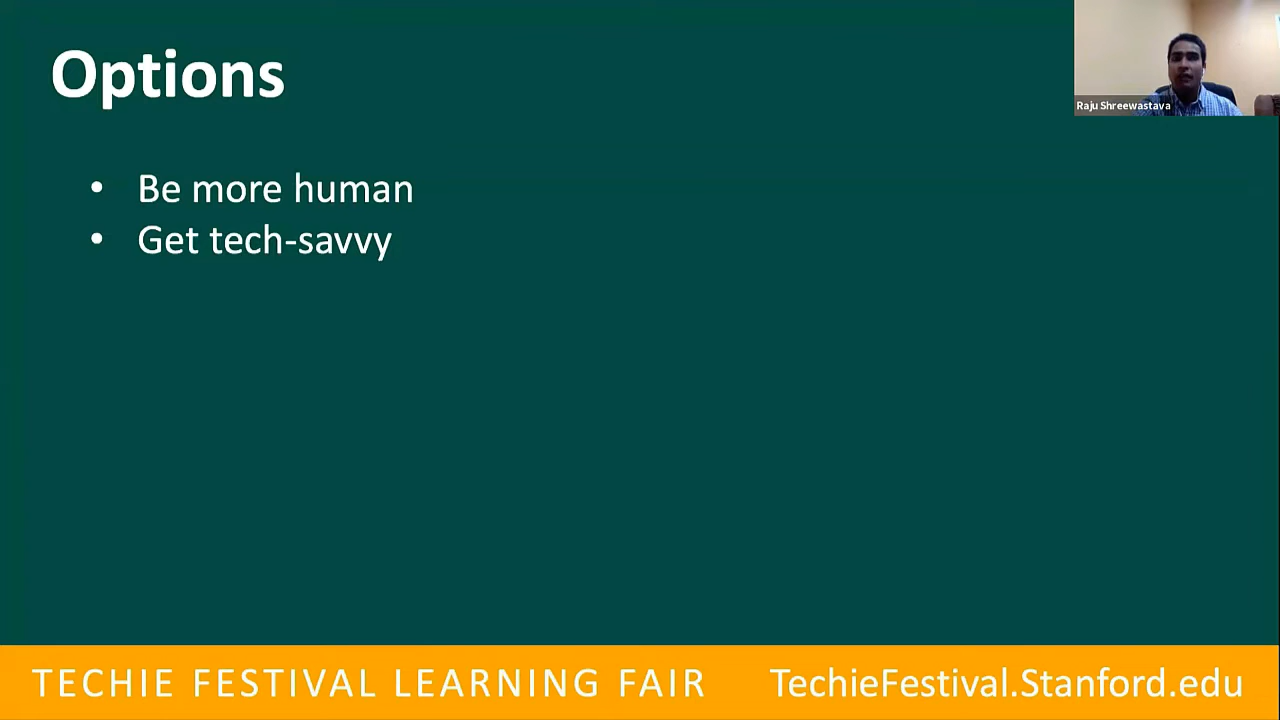 Options
Raju Shreewastava
• Be more human
• Get tech-savvy
TECHIE FESTIVAL LEARNING FAIR TechieFestival.Stanford.edu